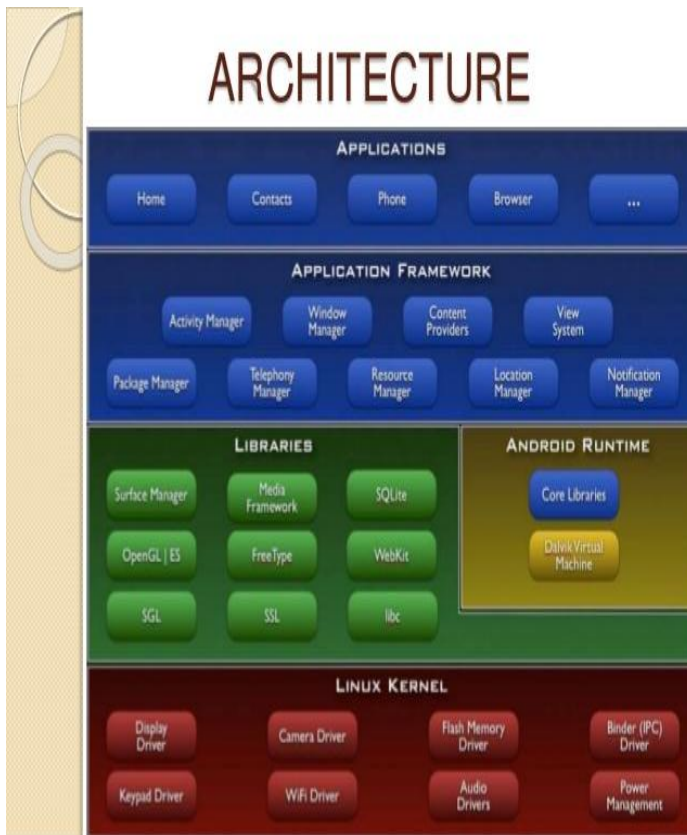 ARCHITECTURE
APPLICATIONS
Home
Contacts
Phone
Browser
...
APPLICATION FRAMEWORK
Activity Manager
Window
Manager
Content
Providers
View
System
Package Manager
Telephony
Manager
Resource
Manager
Location
Manager
Notification
Manager
LIBRARIES
Surface Manager
Media
Framework
SQLite
OpenGL | ES
FreeType
WebKit
SGL
SSL
libc
ANDROID RUNTIME
Core Libraries
Dalvik Virtual
Machine
LINUX KERNEL
Display
Driver
Camera Driver
Flash Memory
Driver
Binder (IPC)
Driver
Keypad Driver
WiFi Driver
Audio
Drivers
Power
Management